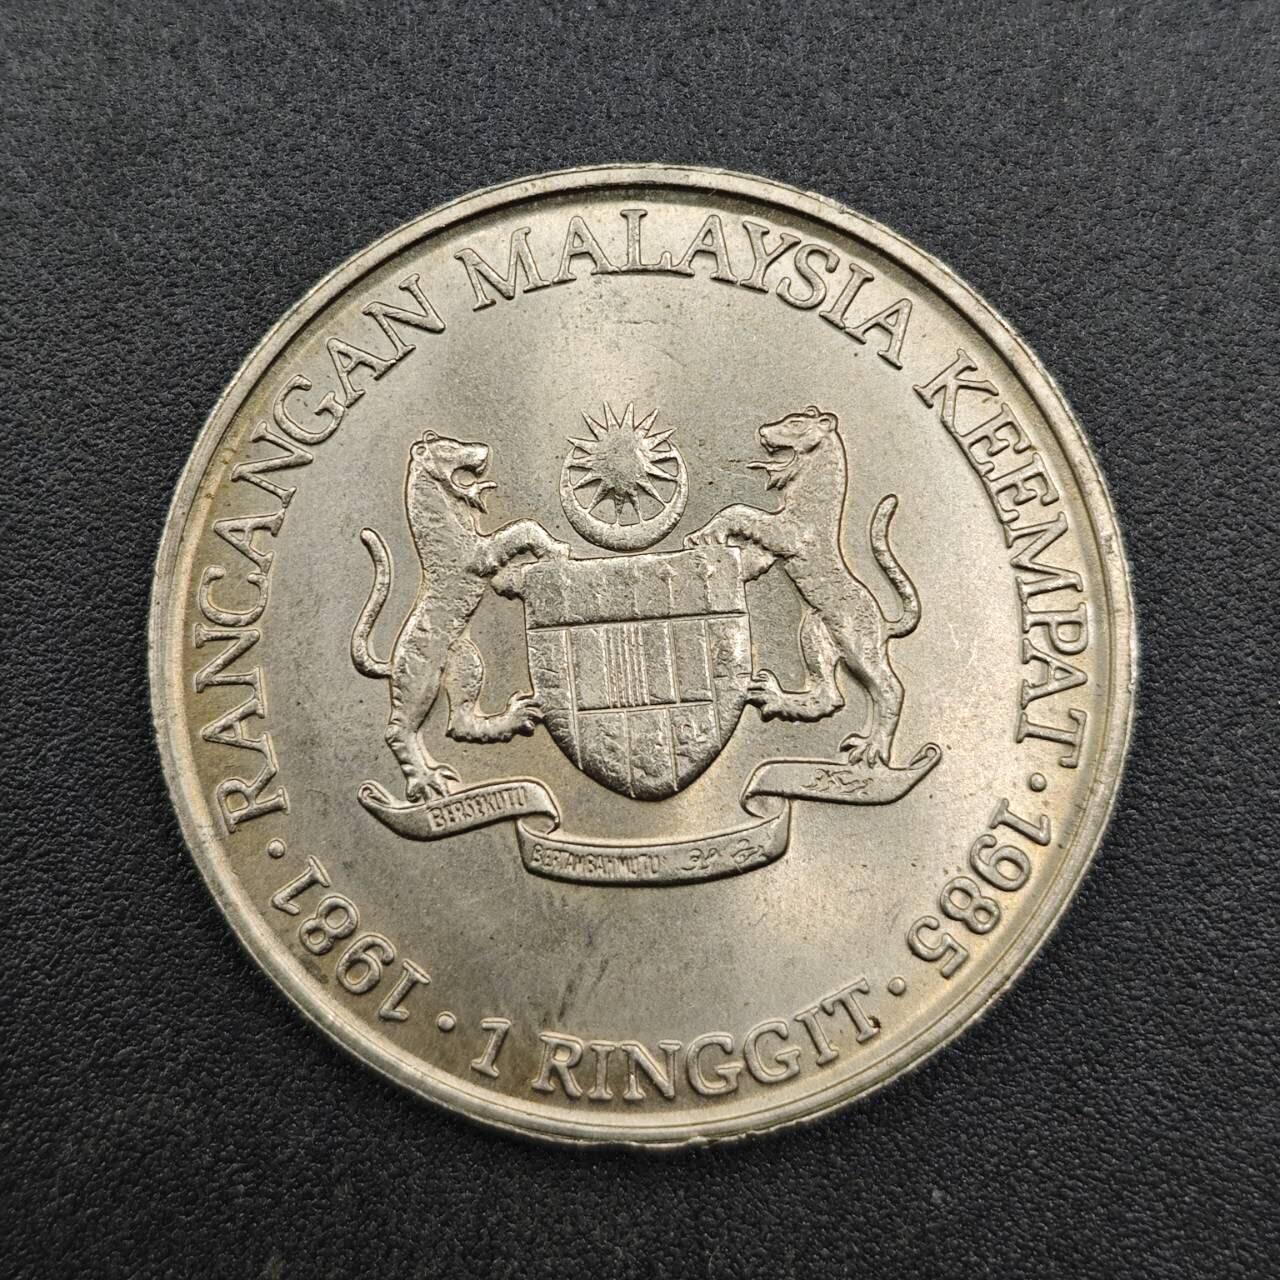 RANCANGAN MALAYSIA KEEMPAT
· 1981 · 1 RINGGIT · 1985 ·
BERSEKUTU
BERTAMBAH MUTU